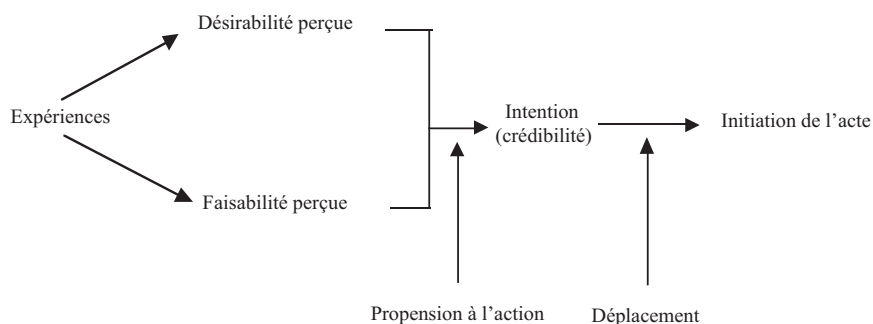 Désirabilité perçue
Expériences
Intention
(crédibilité)
Initiation de l’acte
Faisabilité perçue
Propension à l’action
Déplacement